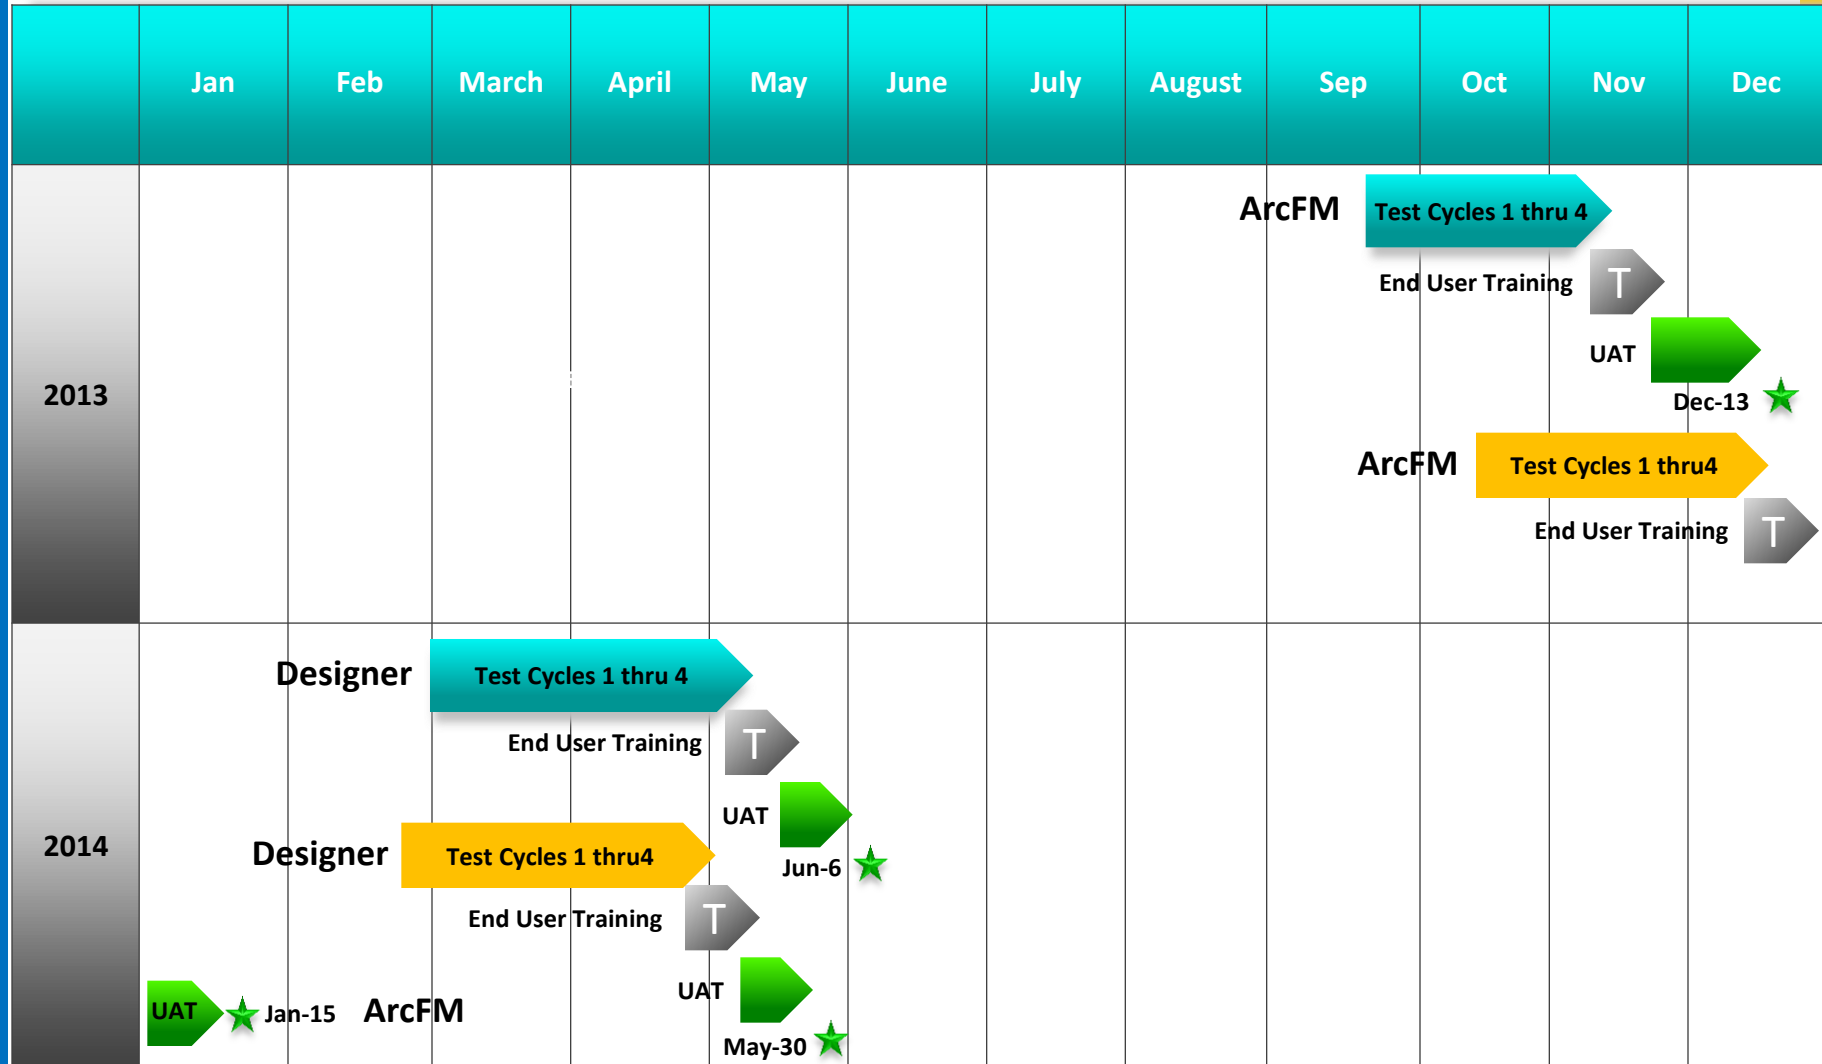 Jan Feb March April May June July August Sep Oct Nov Dec
2013
ArcFM Test Cycles 1 thru 4
End User Training T
UAT
Dec-13
ArcFM Test Cycles 1 thru4
End User Training T
2014
Designer Test Cycles 1 thru 4
End User Training T
UAT
Jun-6
Designer Test Cycles 1 thru4
End User Training T
UAT
May-30
UAT Jan-15 ArcFM